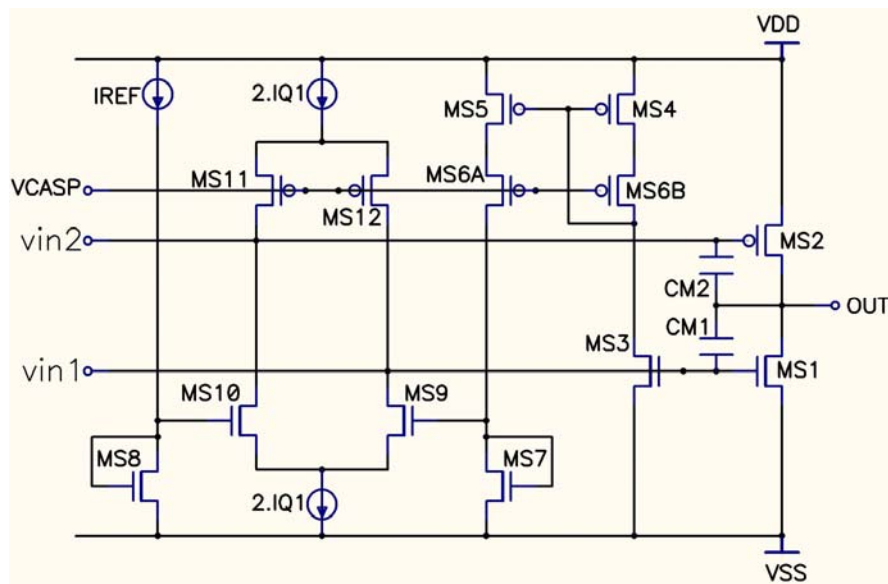 VDD
IREF
2.IQ1
MS5
MS4
VCASP
MS11
MS12
MS6A
MS6B
vin2
MS2
CM2
OUT
CM1
MS3
vin1
MS1
MS10
MS9
MS8
MS7
2.IQ1
VSS